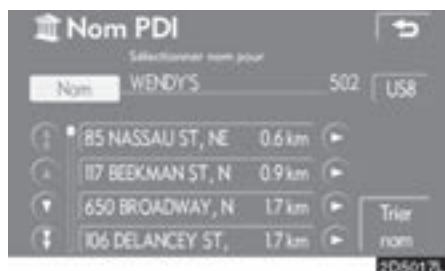 Nom PDI
Sélectionner nom pour
Nom WENDY'S 502 US8
85 NASSAU ST, NE 0.6 km
117 BEEKMAN ST, N 0.9 km
650 BROADWAY, N 1.7 km
106 DELANCEY ST, 1.7 km
Trier
nom